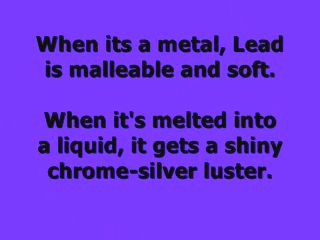 When its a metal, Lead
is malleable and soft.
When it's melted into
a liquid, it gets a shiny
chrome-silver luster.